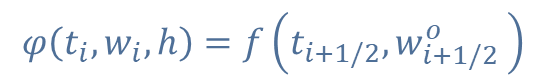 φ(tᵢ, wᵢ, h) = f(tᵢ₊₁/₂, wᵒᵢ₊₁/₂)